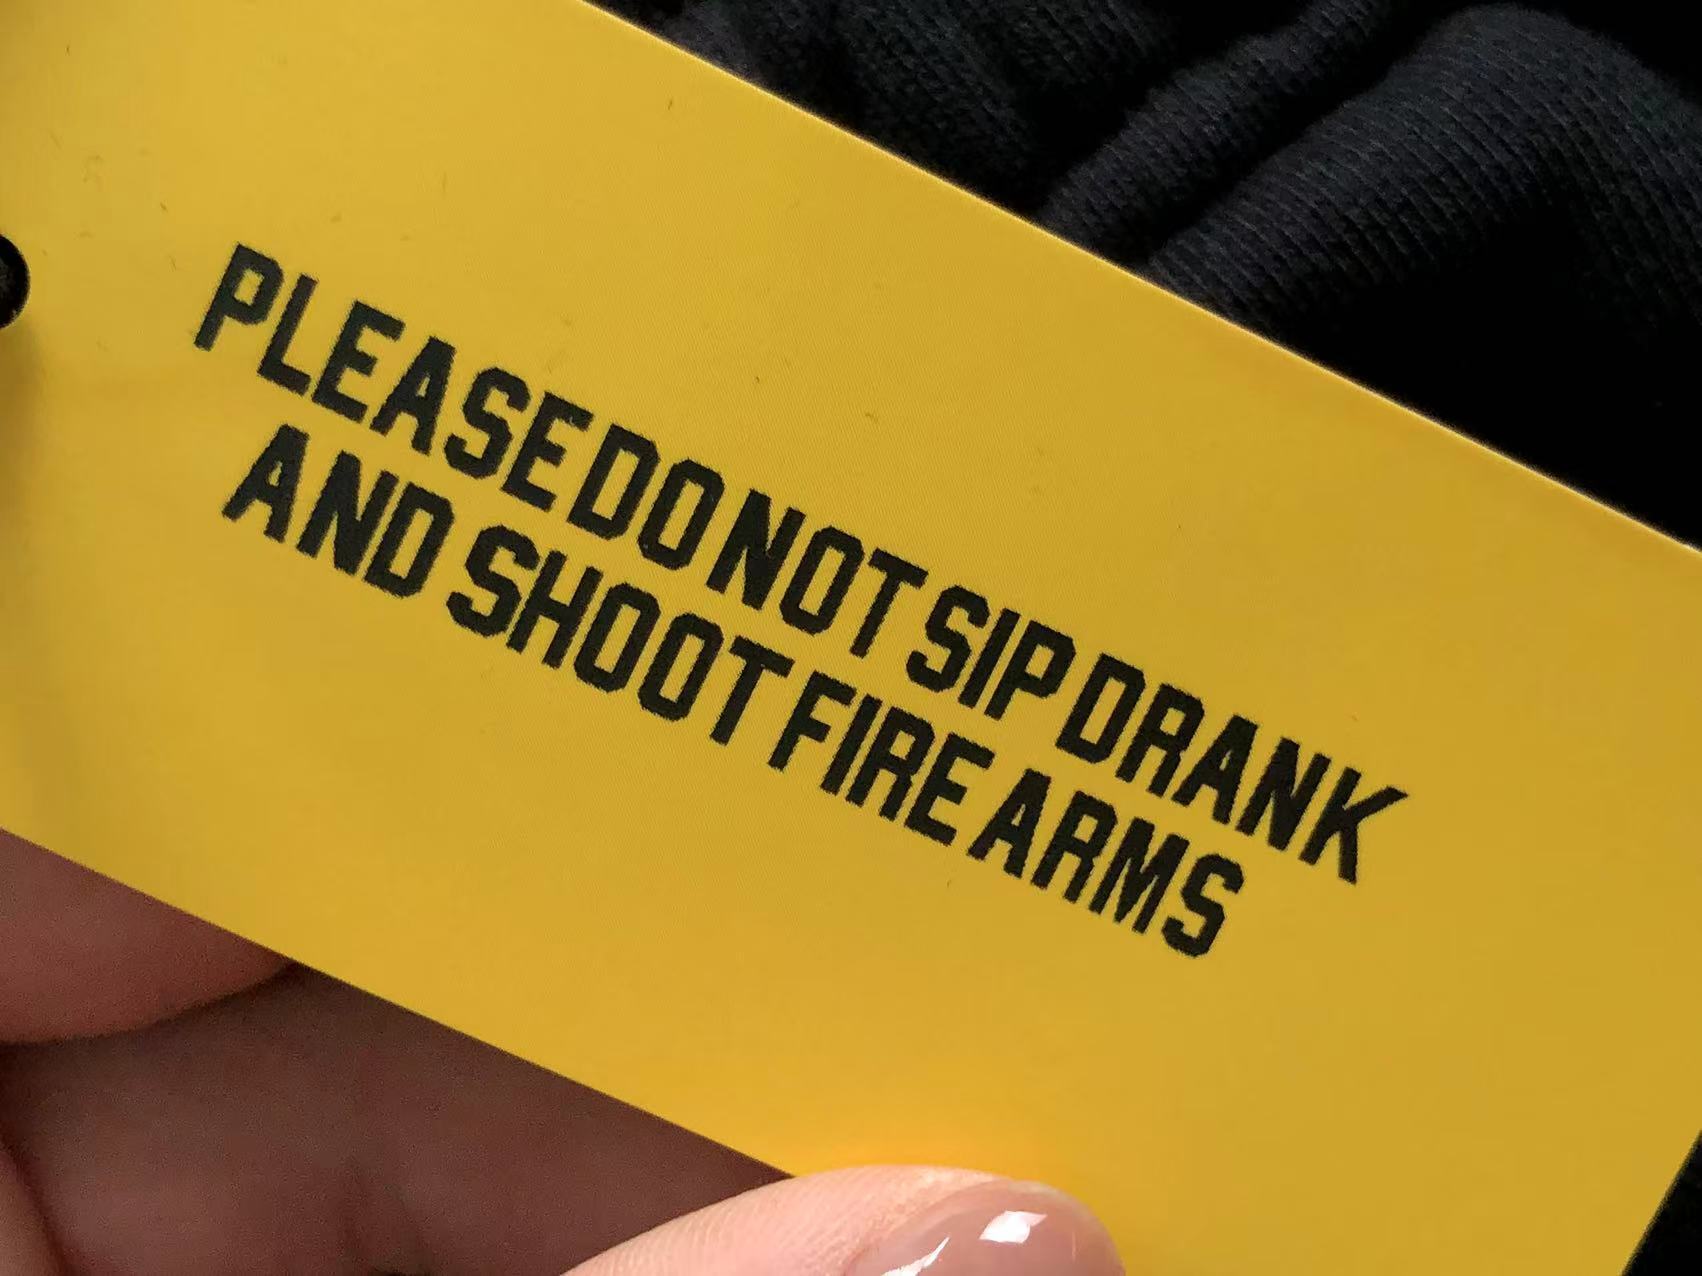 PLEASE DO NOT SIP DRANK
AND SHOOT FIRE ARMS